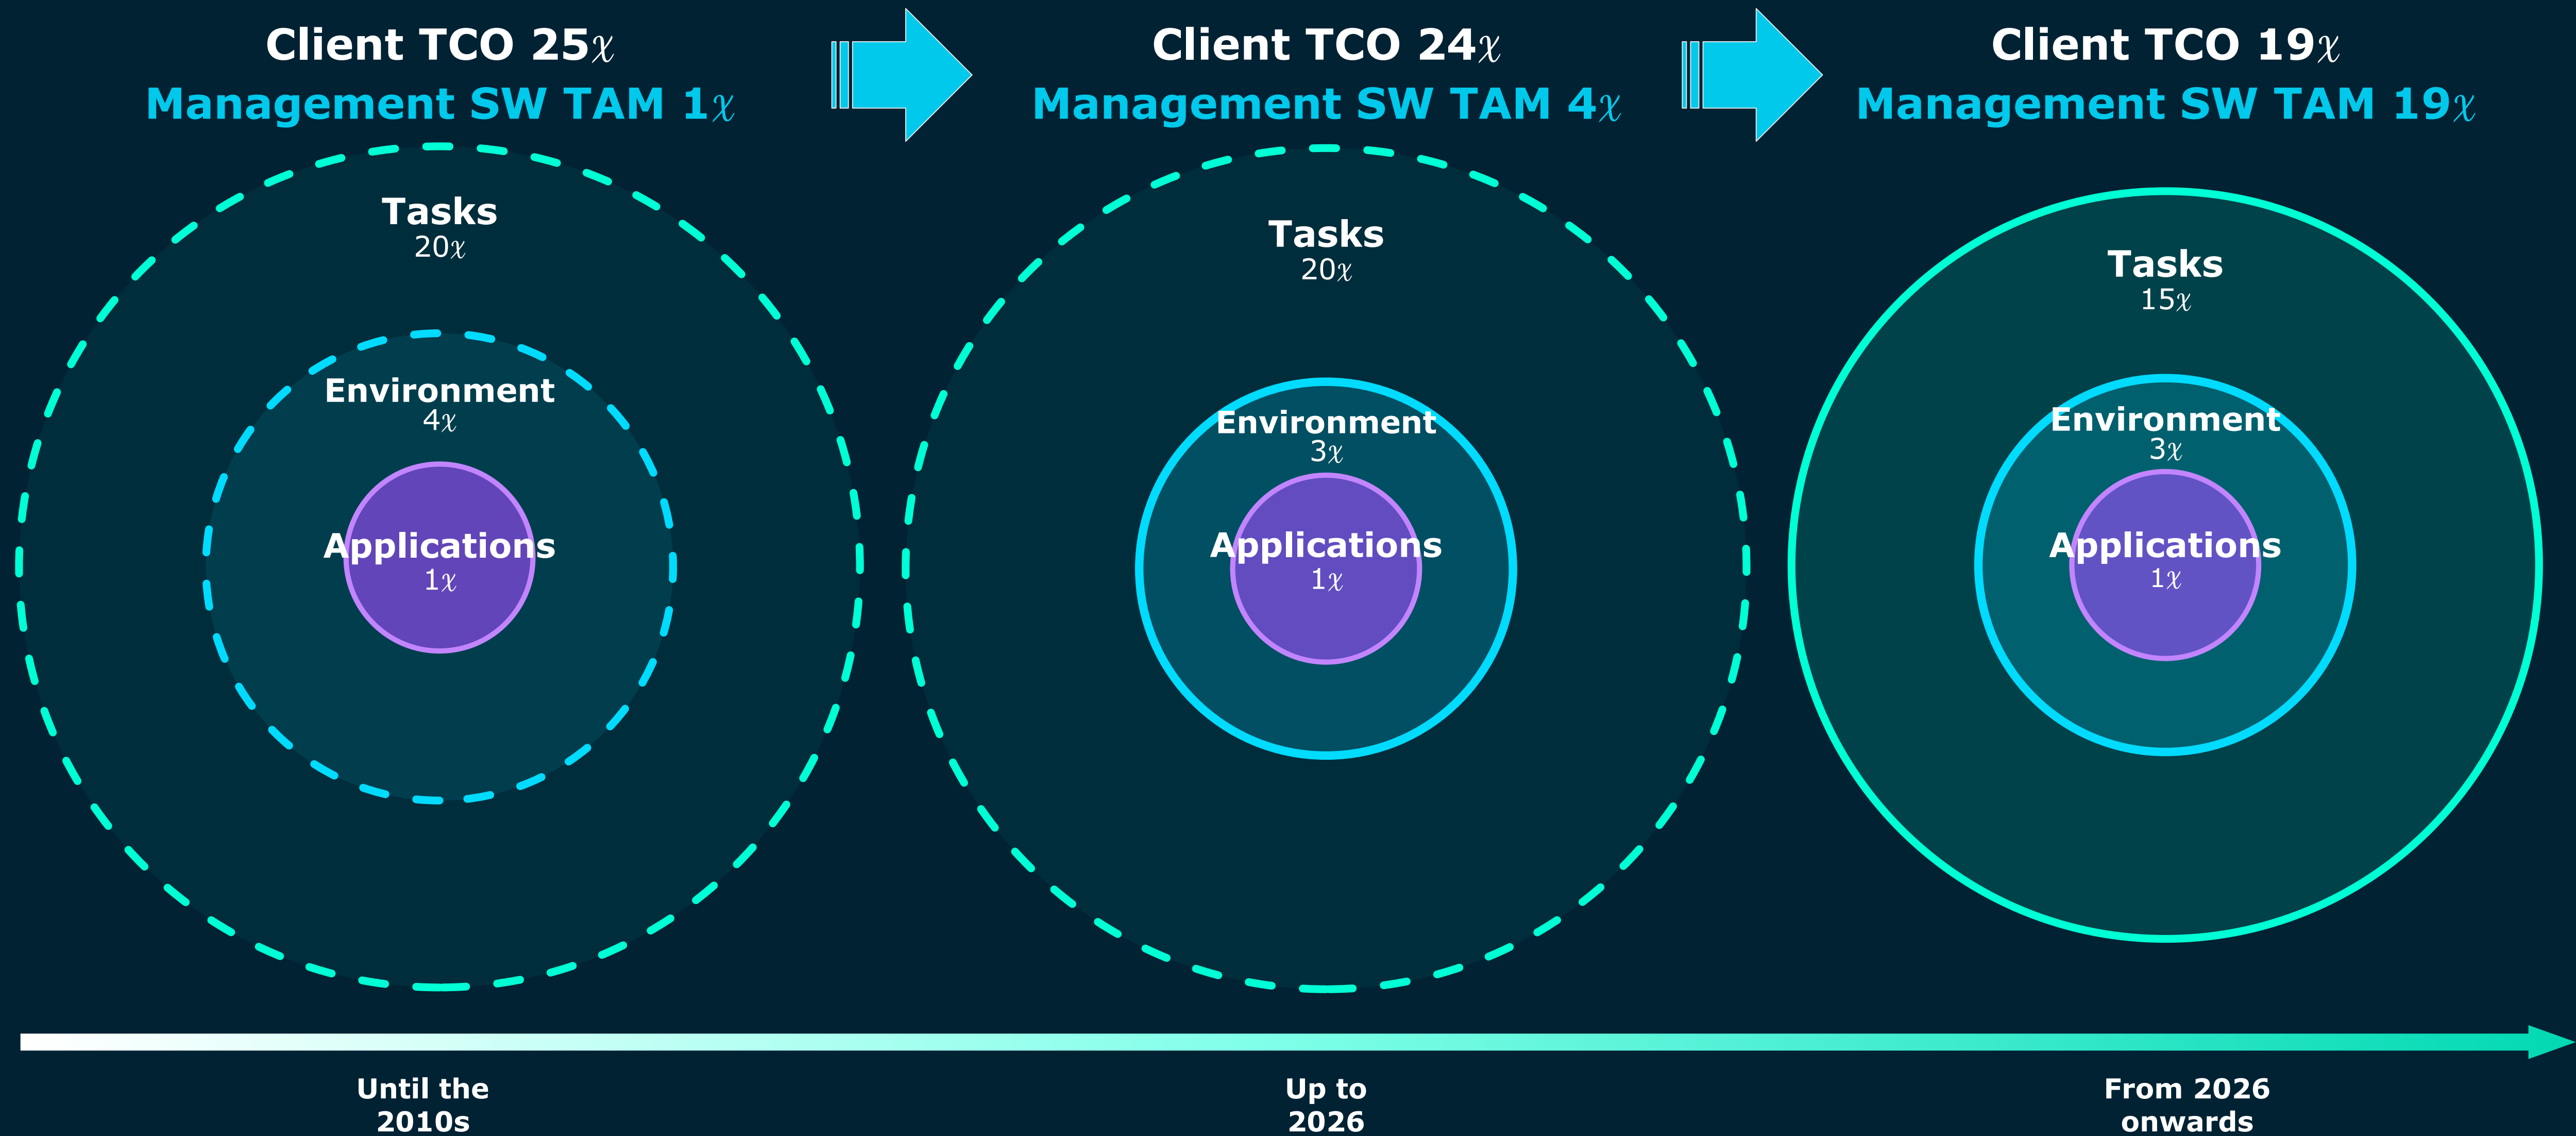 Client TCO 25χ
Management SW TAM 1χ
Client TCO 24χ
Management SW TAM 4χ
Client TCO 19χ
Management SW TAM 19χ
Tasks
20χ
Environment
4χ
Applications
1χ
Tasks
20χ
Environment
3χ
Applications
1χ
Tasks
15χ
Environment
3χ
Applications
1χ
Until the
2010s
Up to
2026
From 2026
onwards